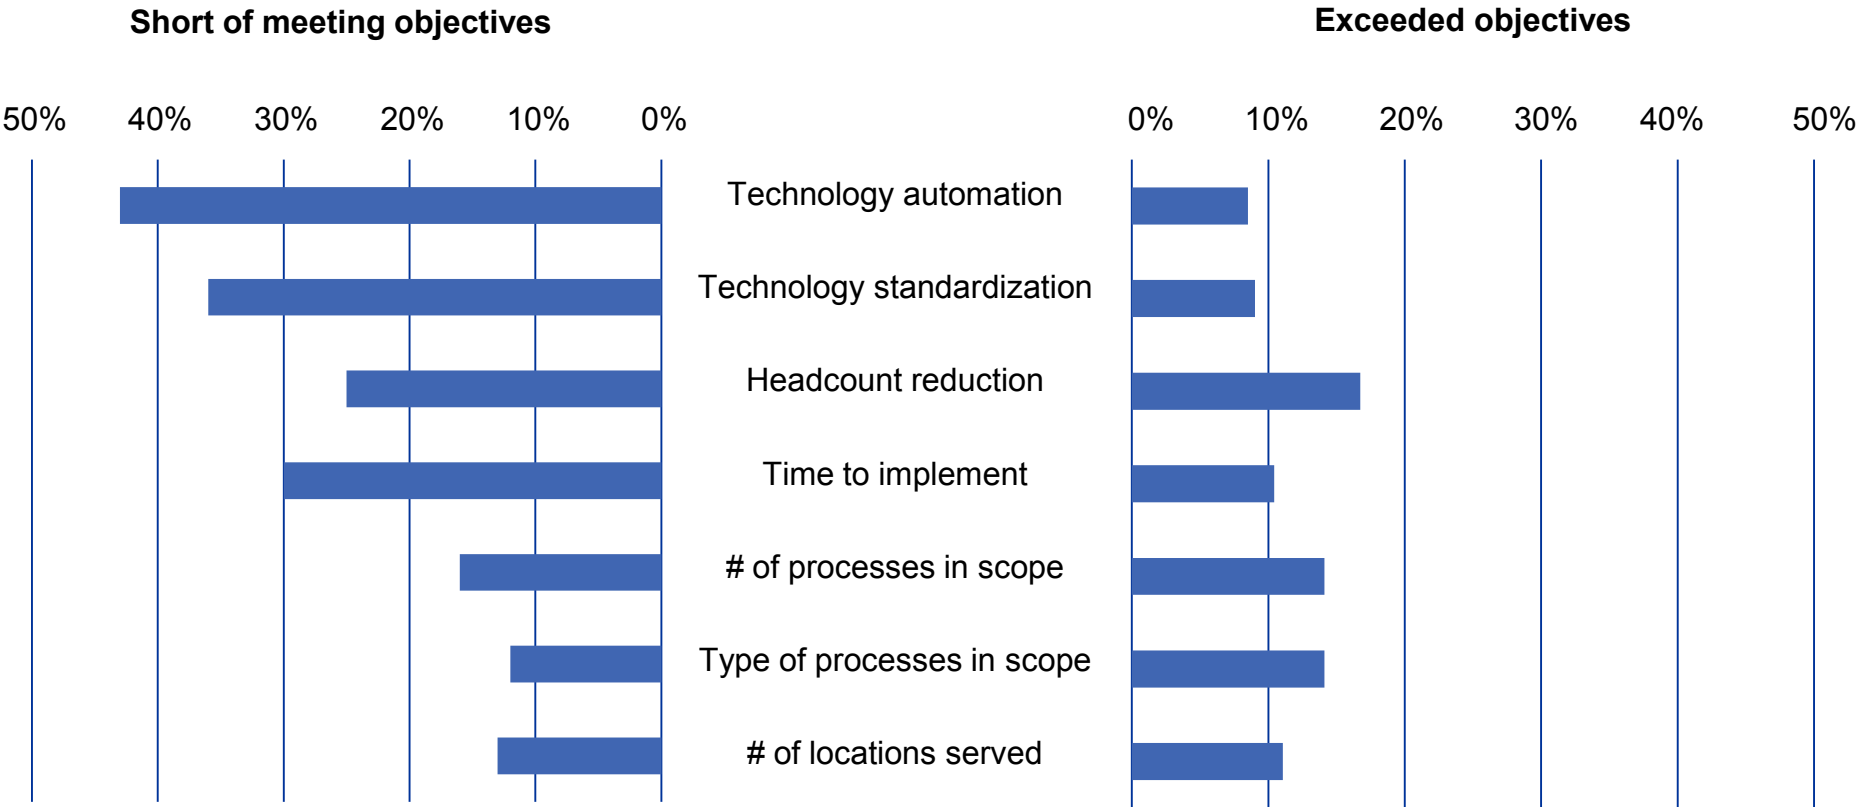 Short of meeting objectives
Exceeded objectives
50% 40% 30% 20% 10% 0%
0% 10% 20% 30% 40% 50%
Technology automation
Technology standardization
Headcount reduction
Time to implement
# of processes in scope
Type of processes in scope
# of locations served